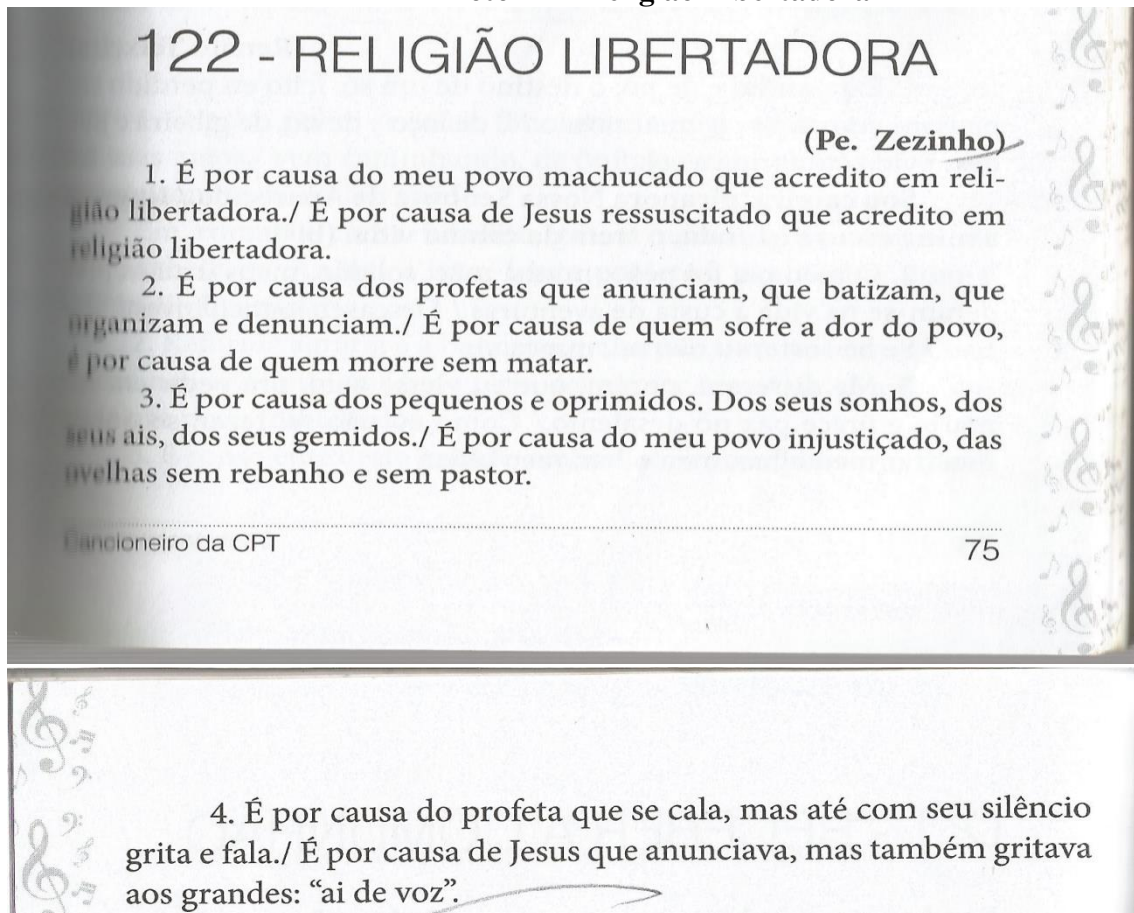 122 - RELIGIÃO LIBERTADORA
(Pe. Zezinho)
1. É por causa do meu povo machucado que acredito em reli-
gião libertadora./ É por causa de Jesus ressuscitado que acredito em
religião libertadora.
2. É por causa dos profetas que anunciam, que batizam, que
organizam e denunciam./ É por causa de quem sofre a dor do povo,
é por causa de quem morre sem matar.
3. É por causa dos pequenos e oprimidos. Dos seus sonhos, dos
seus ais, dos seus gemidos./ É por causa do meu povo injustiçado, das
ovelhas sem rebanho e sem pastor.
Cancioneiro da CPT
75
4. É por causa do profeta que se cala, mas até com seu silêncio
grita e fala./ É por causa de Jesus que anunciava, mas também gritava
aos grandes: “ai de voz”.